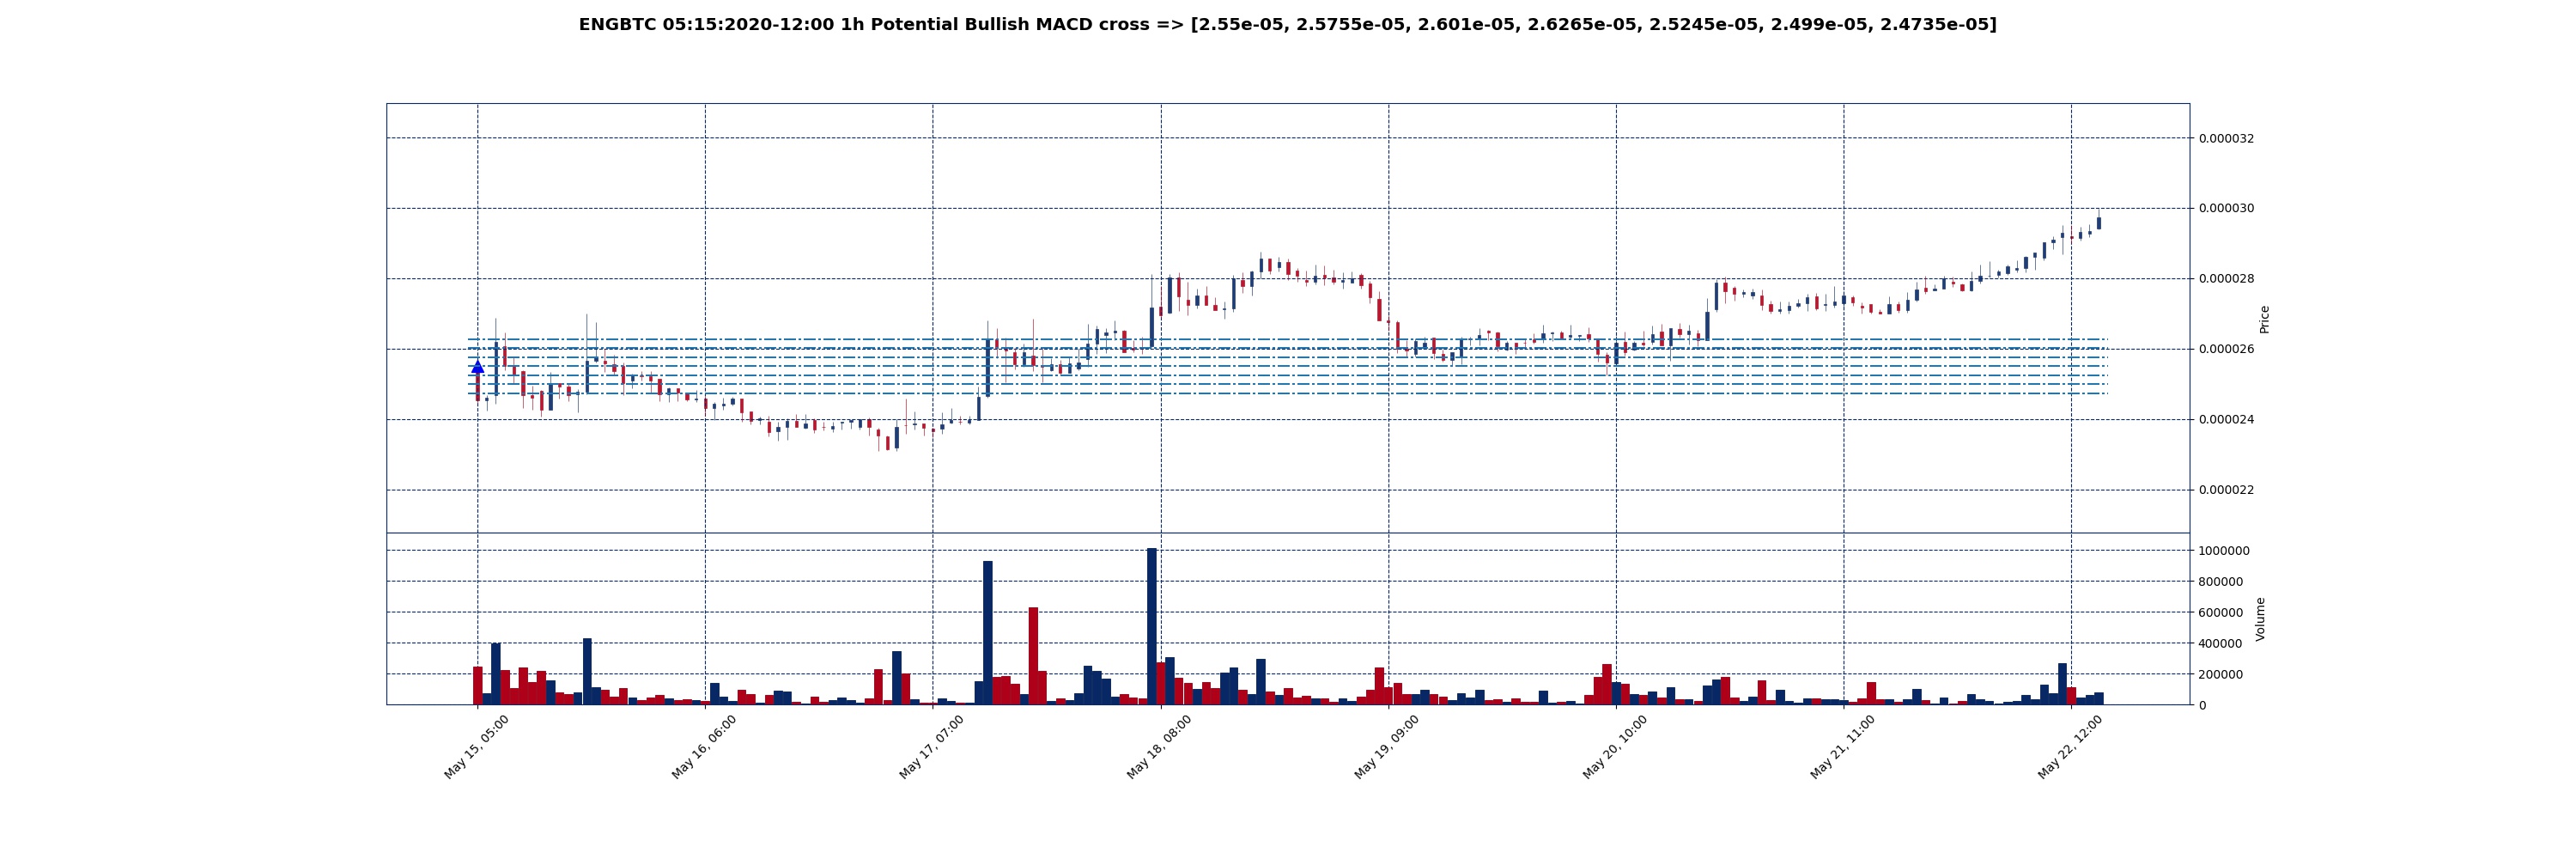 ENGBTC 05:15:2020-12:00 1h Potential Bullish MACD cross => [2.55e-05, 2.5755e-05, 2.601e-05, 2.6265e-05, 2.5245e-05, 2.499e-05, 2.4735e-05]
0.000032
0.000030
0.000028
0.000026
0.000024
0.000022
Price
1000000
800000
600000
400000
200000
0
Volume
May 15, 05:00
May 16, 06:00
May 17, 07:00
May 18, 08:00
May 19, 09:00
May 20, 10:00
May 21, 11:00
May 22, 12:00